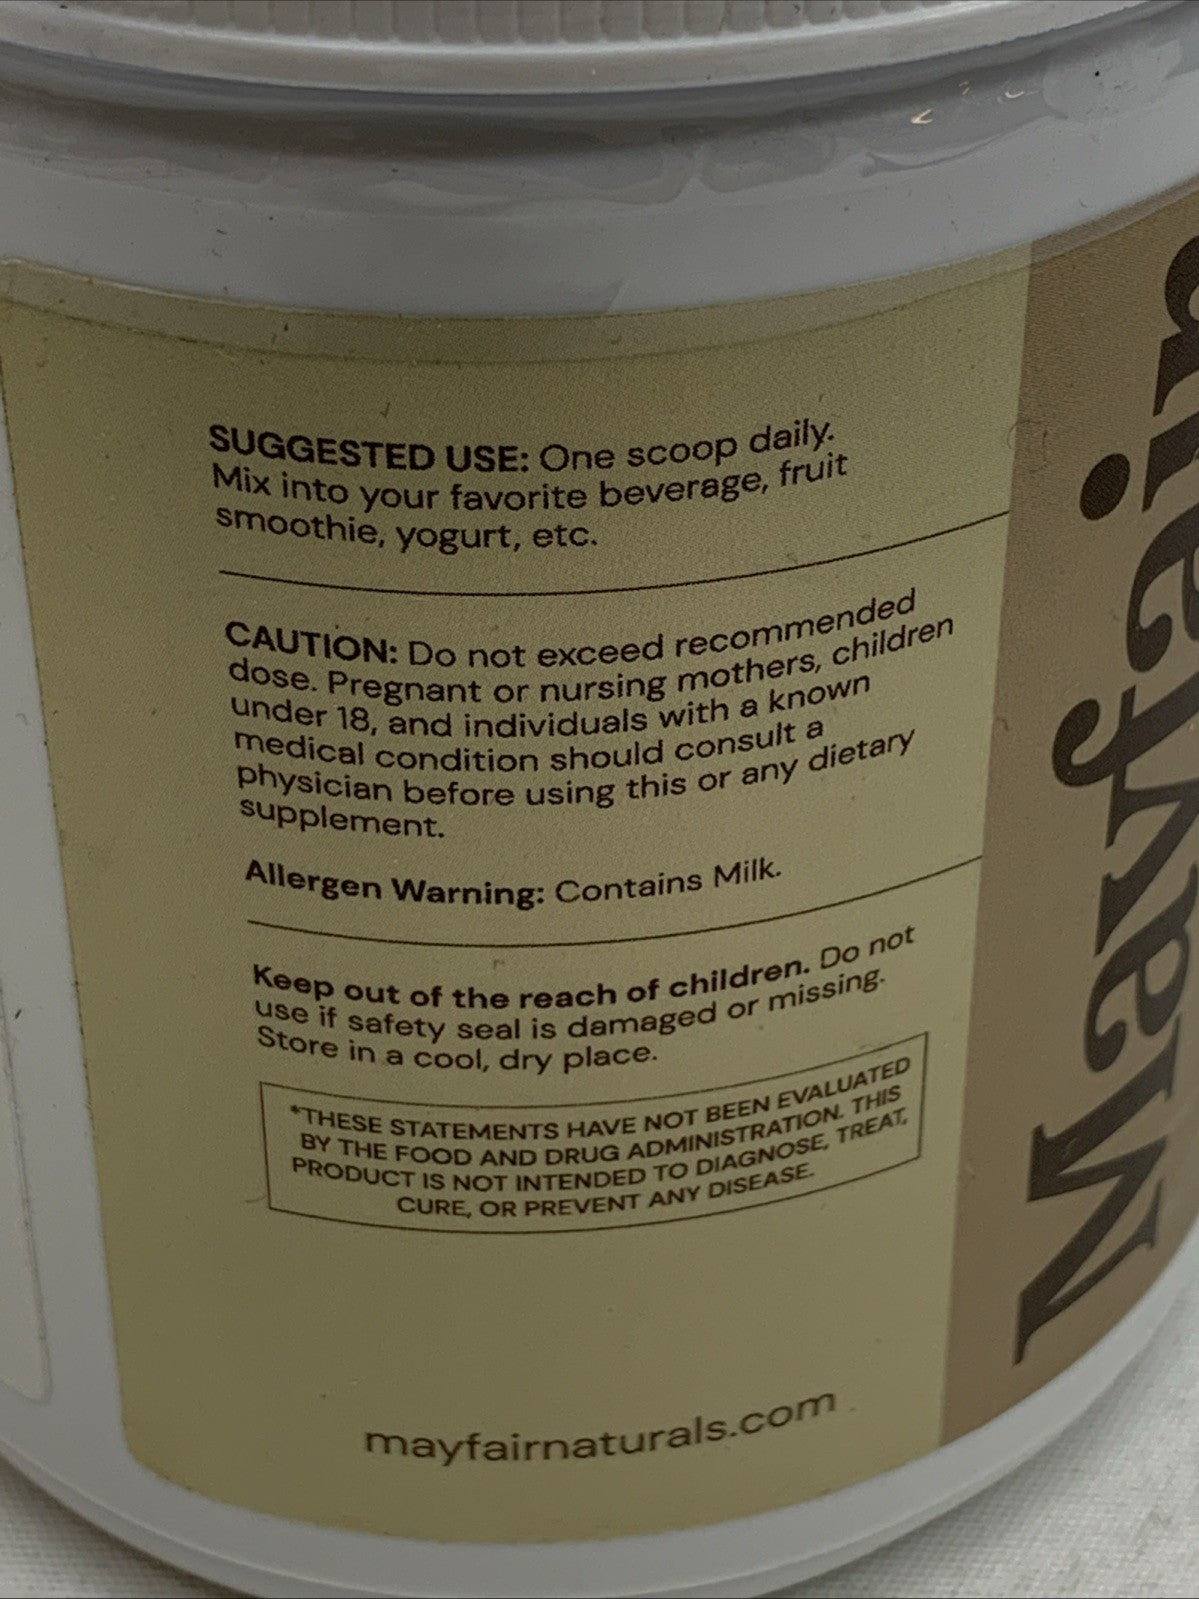 SUGGESTED USE: One scoop daily.
Mix into your favorite beverage, fruit
smoothie, yogurt, etc.
CAUTION: Do not exceed recommended
dose. Pregnant or nursing mothers, children
under 18, and individuals with a known
medical condition should consult a
physician before using this or any dietary
supplement.
Allergen Warning: Contains Milk.
Keep out of the reach of children. Do not
use if safety seal is damaged or missing.
Store in a cool, dry place.
*THESE STATEMENTS HAVE NOT BEEN EVALUATED
BY THE FOOD AND DRUG ADMINISTRATION. THIS
PRODUCT IS NOT INTENDED TO DIAGNOSE, TREAT,
CURE, OR PREVENT ANY DISEASE.
mayfairnaturals.com
Mayfair